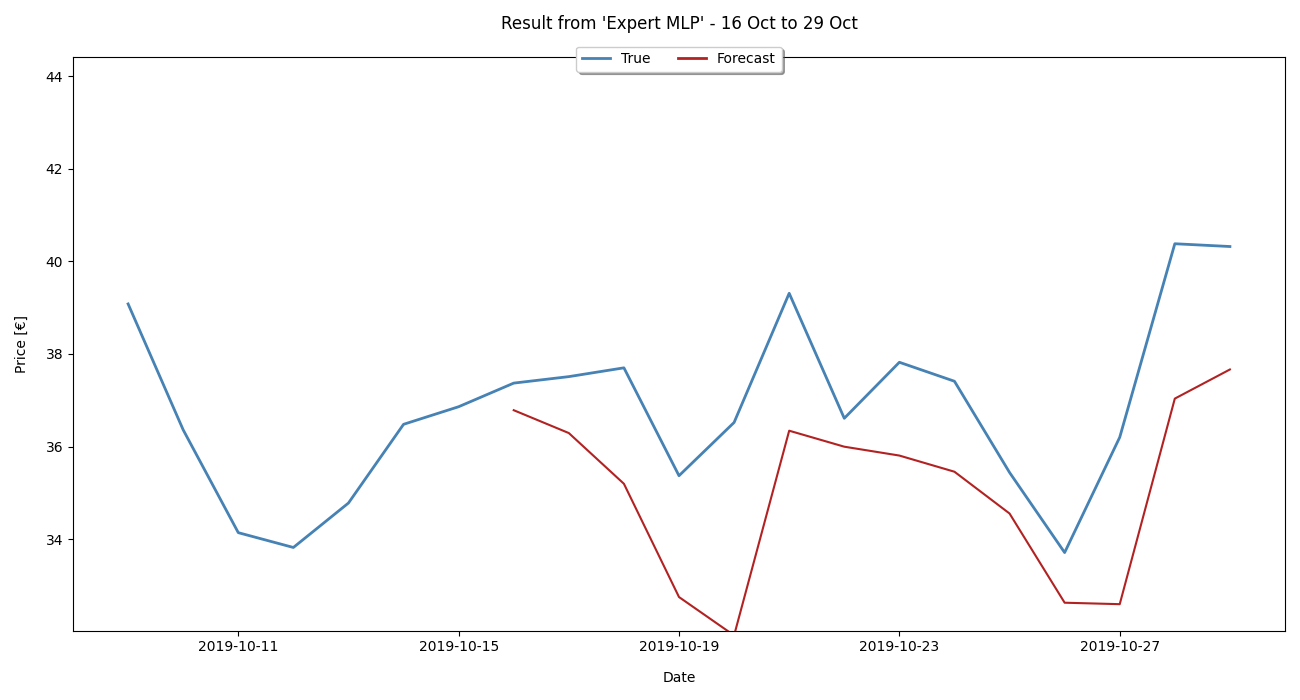 Result from 'Expert MLP' - 16 Oct to 29 Oct
True Forecast
44
42
40
38
36
34
Price [€]
2019-10-11 2019-10-15 2019-10-19 2019-10-23 2019-10-27
Date